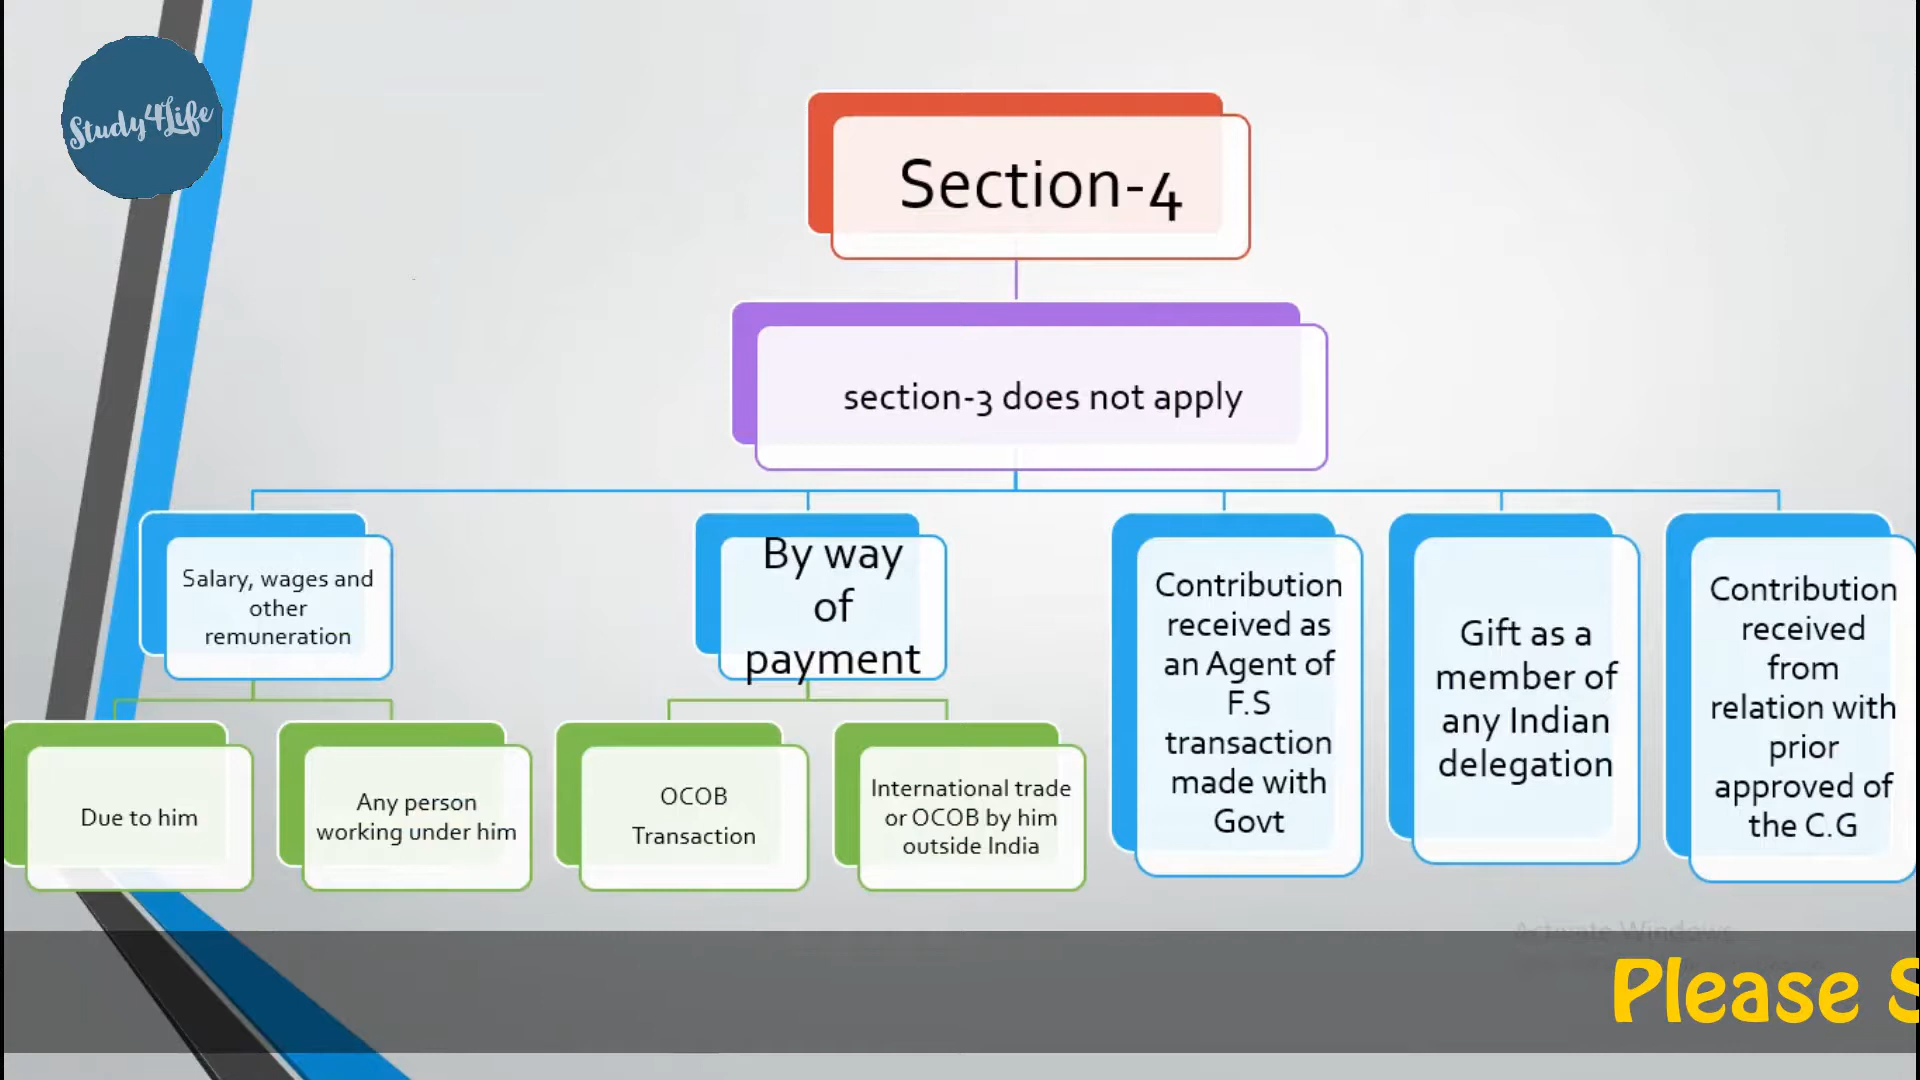 Study4Life
Section-4
section-3 does not apply
Salary, wages and
other
remuneration
By way
of
payment
Contribution
received as
an Agent of
F.S
transaction
made with
Govt
Gift as a
member of
any Indian
delegation
Contribution
received
from
relation with
prior
approved of
the C.G
Due to him
Any person
working under him
OCOB
Transaction
International trade
or OCOB by him
outside India
Activate Windows
Please S